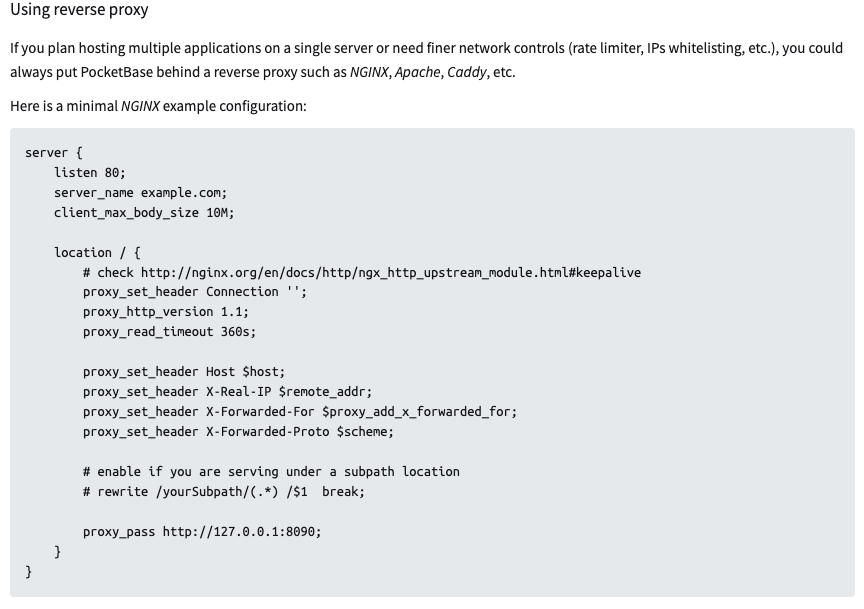 Using reverse proxy
If you plan hosting multiple applications on a single server or need finer network controls (rate limiter, IPs whitelisting, etc.), you could
always put PocketBase behind a reverse proxy such as NGINX, Apache, Caddy, etc.
Here is a minimal NGINX example configuration:
server {
    listen 80;
    server_name example.com;
    client_max_body_size 10M;

    location / {
        # check http://nginx.org/en/docs/http/ngx_http_upstream_module.html#keepalive
        proxy_set_header Connection '';
        proxy_http_version 1.1;
        proxy_read_timeout 360s;

        proxy_set_header Host $host;
        proxy_set_header X-Real-IP $remote_addr;
        proxy_set_header X-Forwarded-For $proxy_add_x_forwarded_for;
        proxy_set_header X-Forwarded-Proto $scheme;

        # enable if you are serving under a subpath location
        # rewrite /yourSubpath/(.*) /$1  break;

        proxy_pass http://127.0.0.1:8090;
    }
}